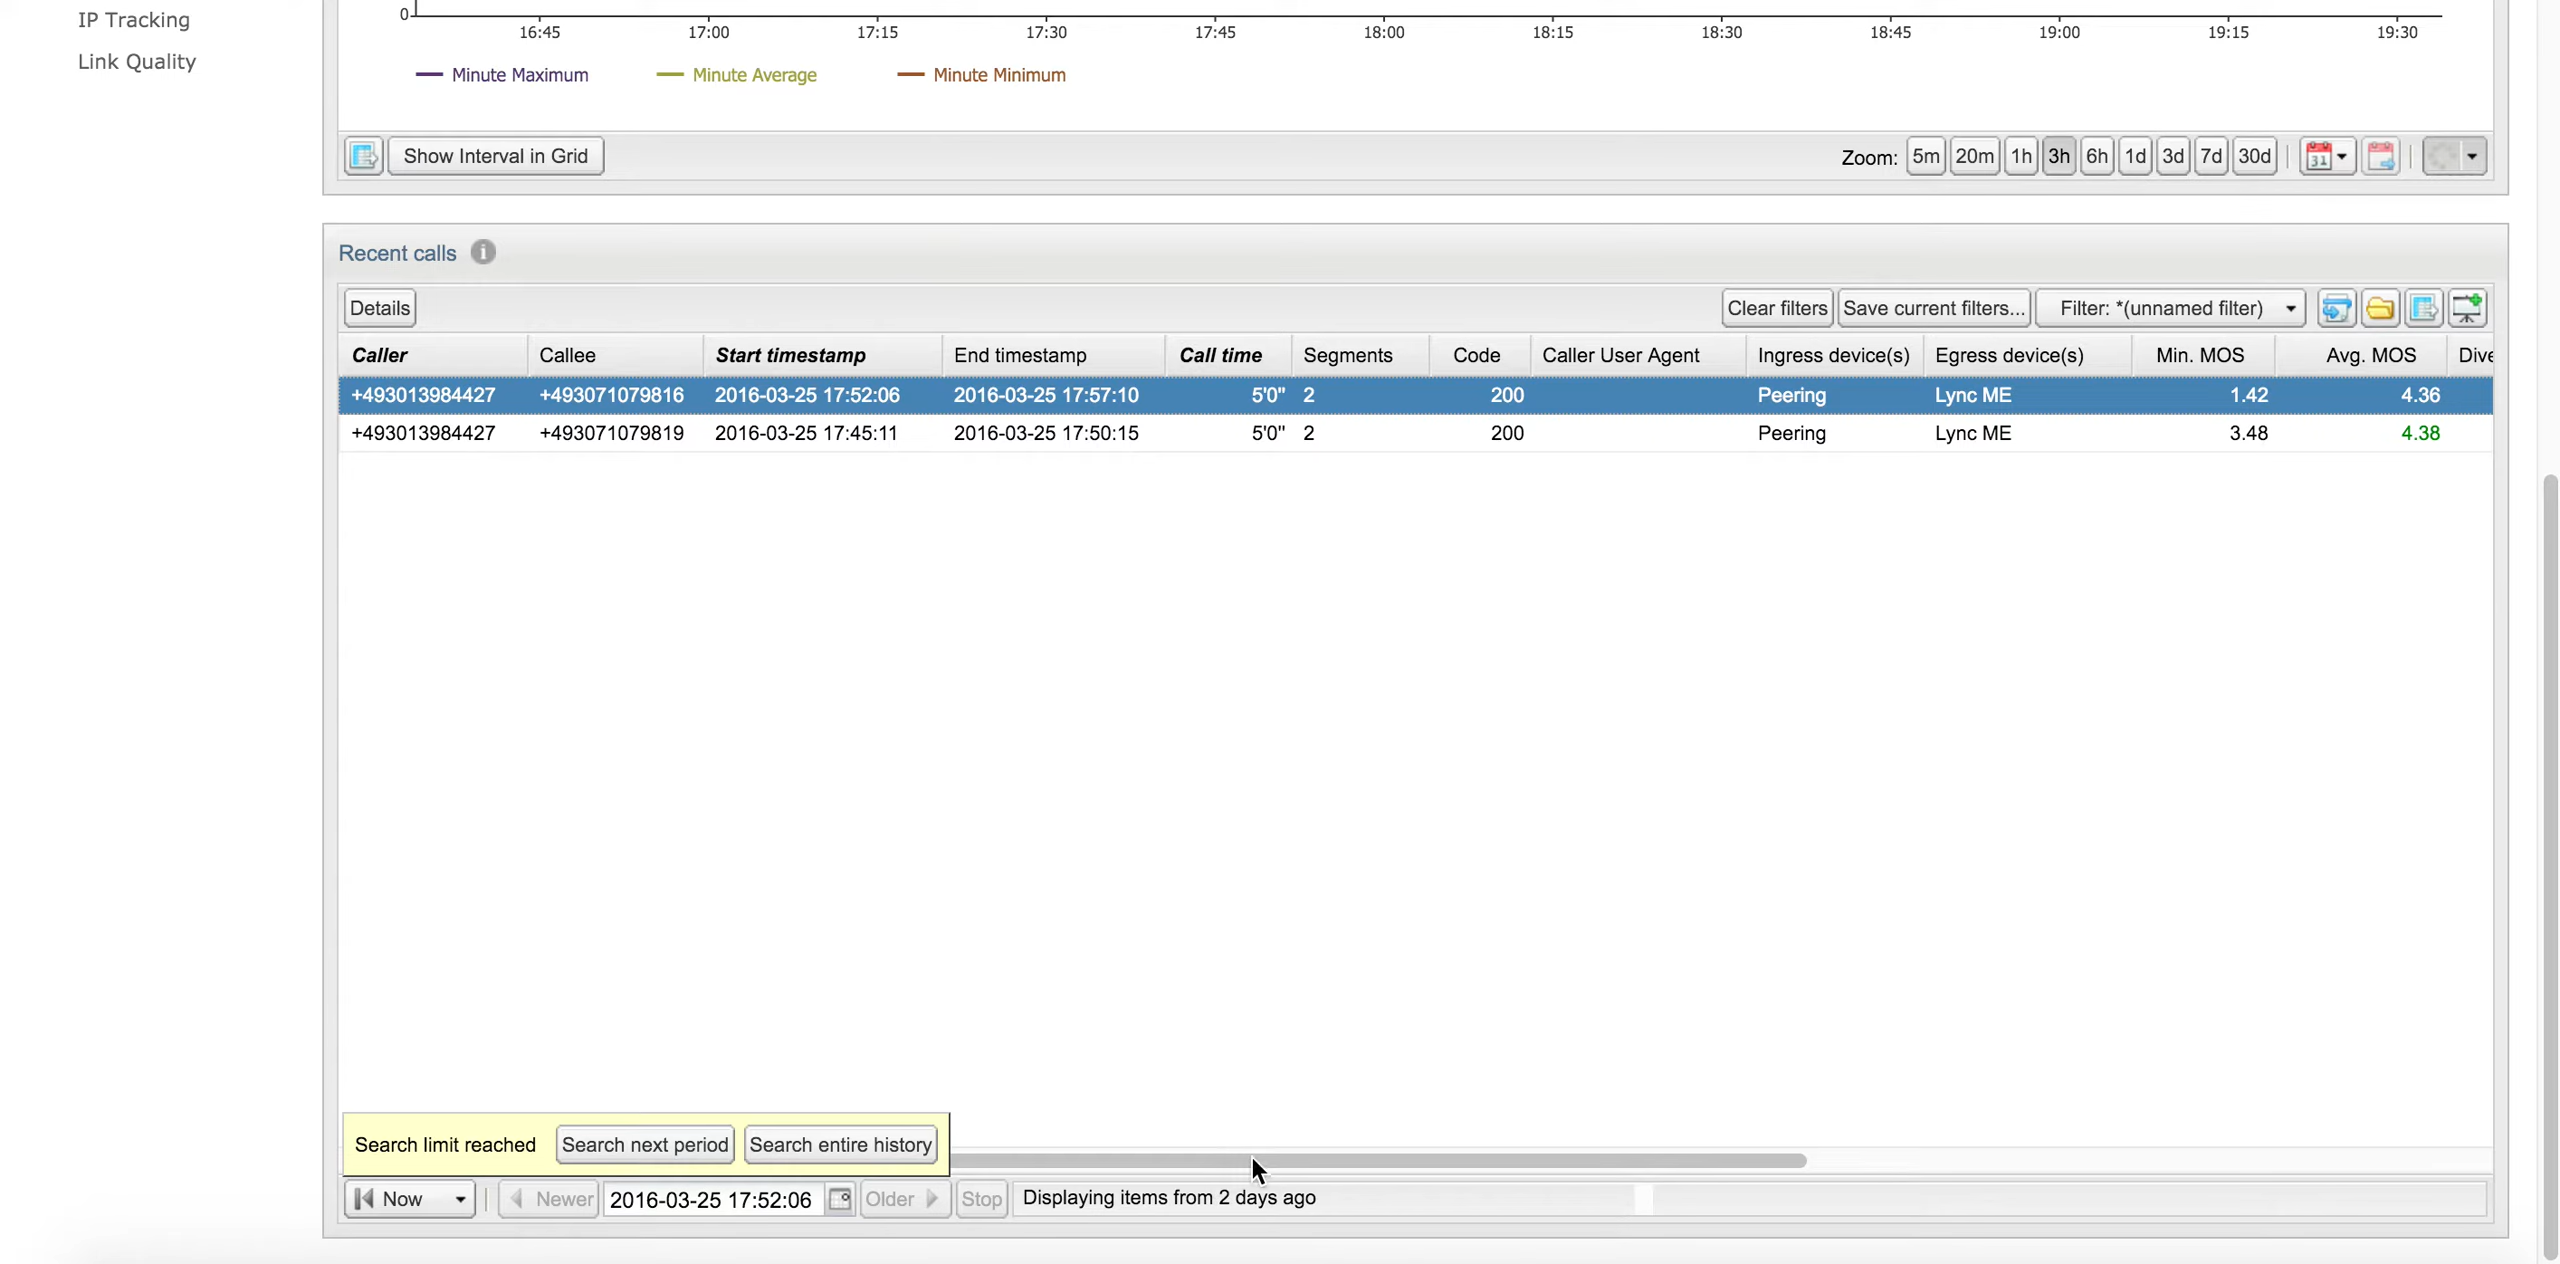 IP Tracking
Link Quality
0
16:45 17:00 17:15 17:30 17:45 18:00 18:15 18:30 18:45 19:00 19:15 19:30
Minute Maximum Minute Average Minute Minimum
Show Interval in Grid Zoom: 5m 20m 1h 3h 6h 1d 3d 7d 30d 31
Recent calls i
Details Clear filters Save current filters... Filter: *(unnamed filter)
Caller Callee Start timestamp End timestamp Call time Segments Code Caller User Agent Ingress device(s) Egress device(s) Min. MOS Avg. MOS Dive
+493013984427 +493071079816 2016-03-25 17:52:06 2016-03-25 17:57:10 5'0" 2 200 Peering Lync ME 1.42 4.36
+493013984427 +493071079819 2016-03-25 17:45:11 2016-03-25 17:50:15 5'0" 2 200 Peering Lync ME 3.48 4.38
Search limit reached Search next period Search entire history
Now Newer 2016-03-25 17:52:06 Older Stop Displaying items from 2 days ago